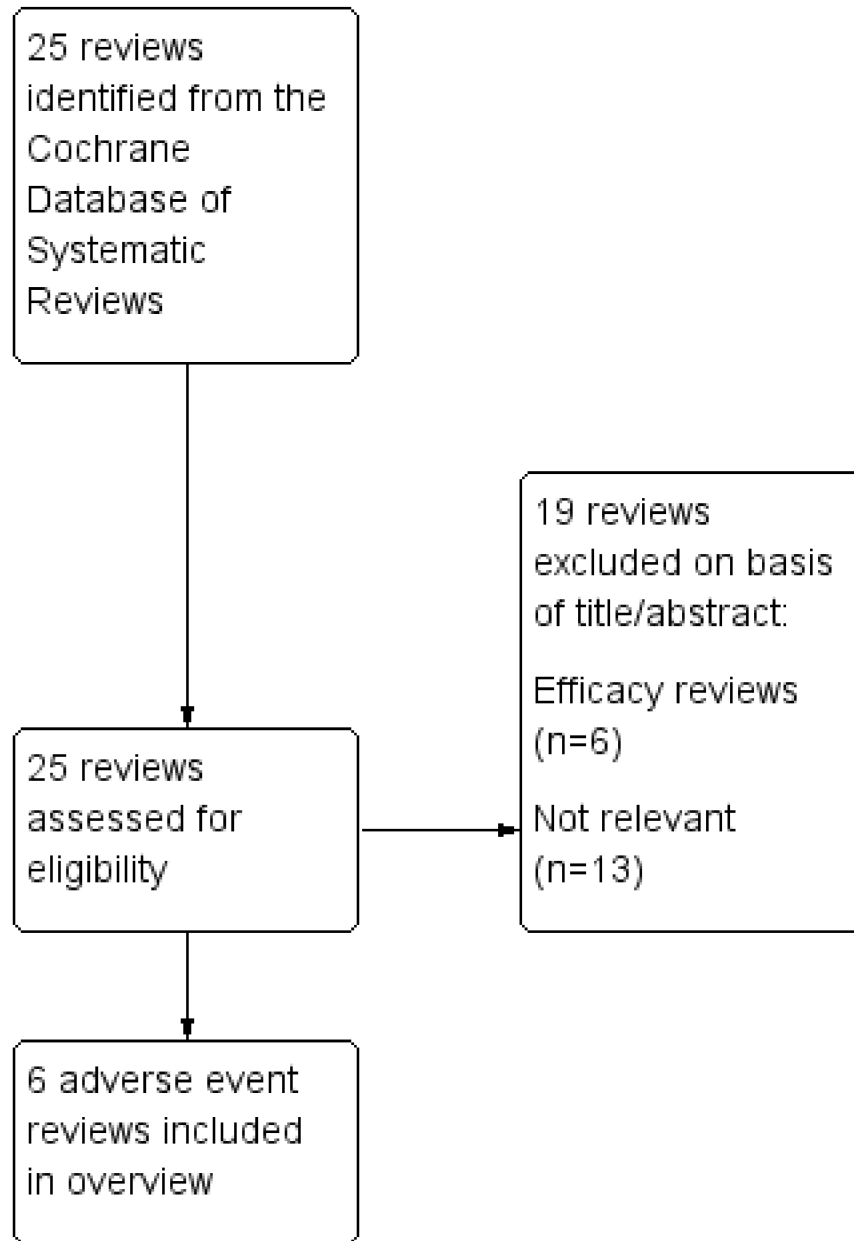 25 reviews
identified from the
Cochrane
Database of
Systematic
Reviews
25 reviews
assessed for
eligibility
19 reviews
excluded on basis
of title/abstract:
Efficacy reviews
(n=6)
Not relevant
(n=13)
6 adverse event
reviews included
in overview